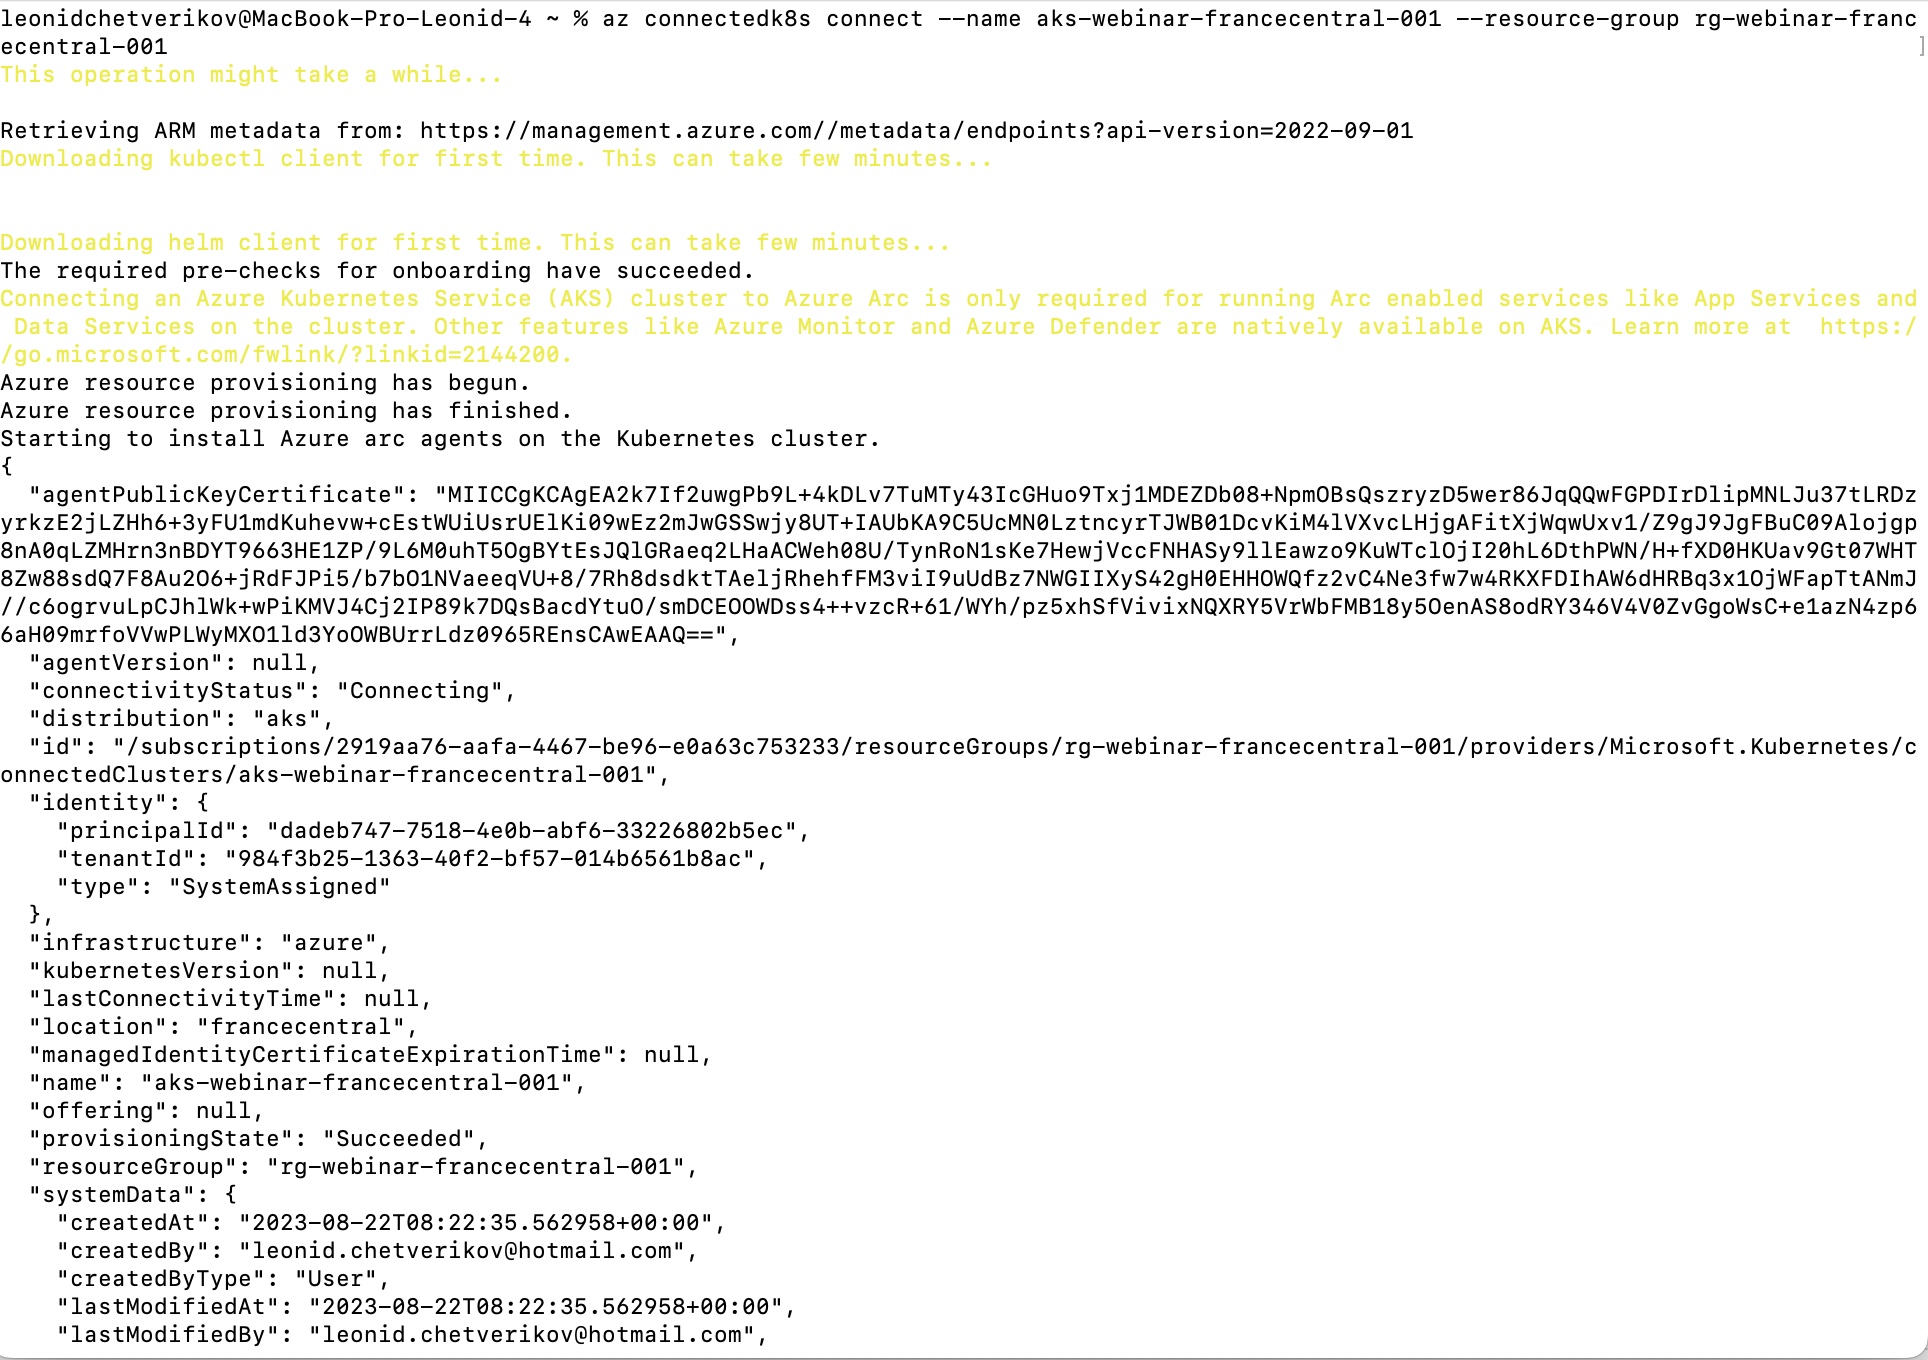 leonidchetverikov@MacBook-Pro-Leonid-4 ~ % az connectedk8s connect --name aks-webinar-francecentral-001 --resource-group rg-webinar-franc
ecentral-001
]
This operation might take a while...
Retrieving ARM metadata from: https://management.azure.com//metadata/endpoints?api-version=2022-09-01
Downloading kubectl client for first time. This can take few minutes...
Downloading helm client for first time. This can take few minutes...
The required pre-checks for onboarding have succeeded.
Connecting an Azure Kubernetes Service (AKS) cluster to Azure Arc is only required for running Arc enabled services like App Services and
 Data Services on the cluster. Other features like Azure Monitor and Azure Defender are natively available on AKS. Learn more at  https:/
/go.microsoft.com/fwlink/?linkid=2144200.
Azure resource provisioning has begun.
Azure resource provisioning has finished.
Starting to install Azure arc agents on the Kubernetes cluster.
{
  "agentPublicKeyCertificate": "MIICCgKCAgEA2k7If2uwgPb9L+4kDLv7TuMTy43IcGHuo9Txj1MDEZDb08+NpmOBsQszryzD5wer86JqQQwFGPDIrDlipMNLJu37tLRDz
yrkzE2jLZHh6+3yFU1mdKuhevw+cEstWUiUsrUElKi09wEz2mJwGSSwjy8UT+IAUbKA9C5UcMN0LztncyrTJWB01DcvKiM4lVXvcLHjgAFitXjWqwUxv1/Z9gJ9JgFBuC09Alojgp
8nA0qLZMHrn3nBDYT9663HE1ZP/9L6M0uhT5OgBYtEsJQlGRaeq2LHaACWeh08U/TynRoN1sKe7HewjVccFNHASy9llEawzo9KuWTclOjI20hL6DthPWN/H+fXD0HKUav9Gt07WHT
8Zw88sdQ7F8Au2O6+jRdFJPi5/b7bO1NVaeeqVU+8/7Rh8dsdktTAeljRhehfFM3viI9uUdBz7NWGIIXyS42gH0EHHOWQfz2vC4Ne3fw7w4RKXFDIhAW6dHRBq3x1OjWFapTtANmJ
//c6ogrvuLpCJhlWk+wPiKMVJ4Cj2IP89k7DQsBacdYtuO/smDCEOOWDss4++vzcR+61/WYh/pz5xhSfVivixNQXRY5VrWbFMB18y5OenAS8odRY346V4V0ZvGgoWsC+e1azN4zp6
6aH09mrfoVVwPLWyMXO1ld3YoOWBUrrLdz0965REnsCAwEAAQ==",
  "agentVersion": null,
  "connectivityStatus": "Connecting",
  "distribution": "aks",
  "id": "/subscriptions/2919aa76-aafa-4467-be96-e0a63c753233/resourceGroups/rg-webinar-francecentral-001/providers/Microsoft.Kubernetes/c
onnectedClusters/aks-webinar-francecentral-001",
  "identity": {
    "principalId": "dadeb747-7518-4e0b-abf6-33226802b5ec",
    "tenantId": "984f3b25-1363-40f2-bf57-014b6561b8ac",
    "type": "SystemAssigned"
  },
  "infrastructure": "azure",
  "kubernetesVersion": null,
  "lastConnectivityTime": null,
  "location": "francecentral",
  "managedIdentityCertificateExpirationTime": null,
  "name": "aks-webinar-francecentral-001",
  "offering": null,
  "provisioningState": "Succeeded",
  "resourceGroup": "rg-webinar-francecentral-001",
  "systemData": {
    "createdAt": "2023-08-22T08:22:35.562958+00:00",
    "createdBy": "leonid.chetverikov@hotmail.com",
    "createdByType": "User",
    "lastModifiedAt": "2023-08-22T08:22:35.562958+00:00",
    "lastModifiedBy": "leonid.chetverikov@hotmail.com",